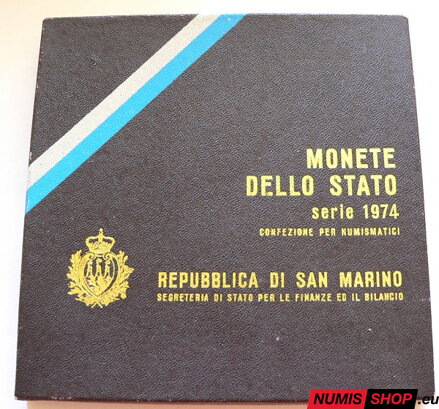 MONETE
DELLO STATO
serie 1974
CONFEZIONE PER NUMISMATICI
REPUBBLICA DI SAN MARINO
SEGRETERIA DI STATO PER LE FINANZE ED IL BILANCIO
NUMIS SHOP.eu